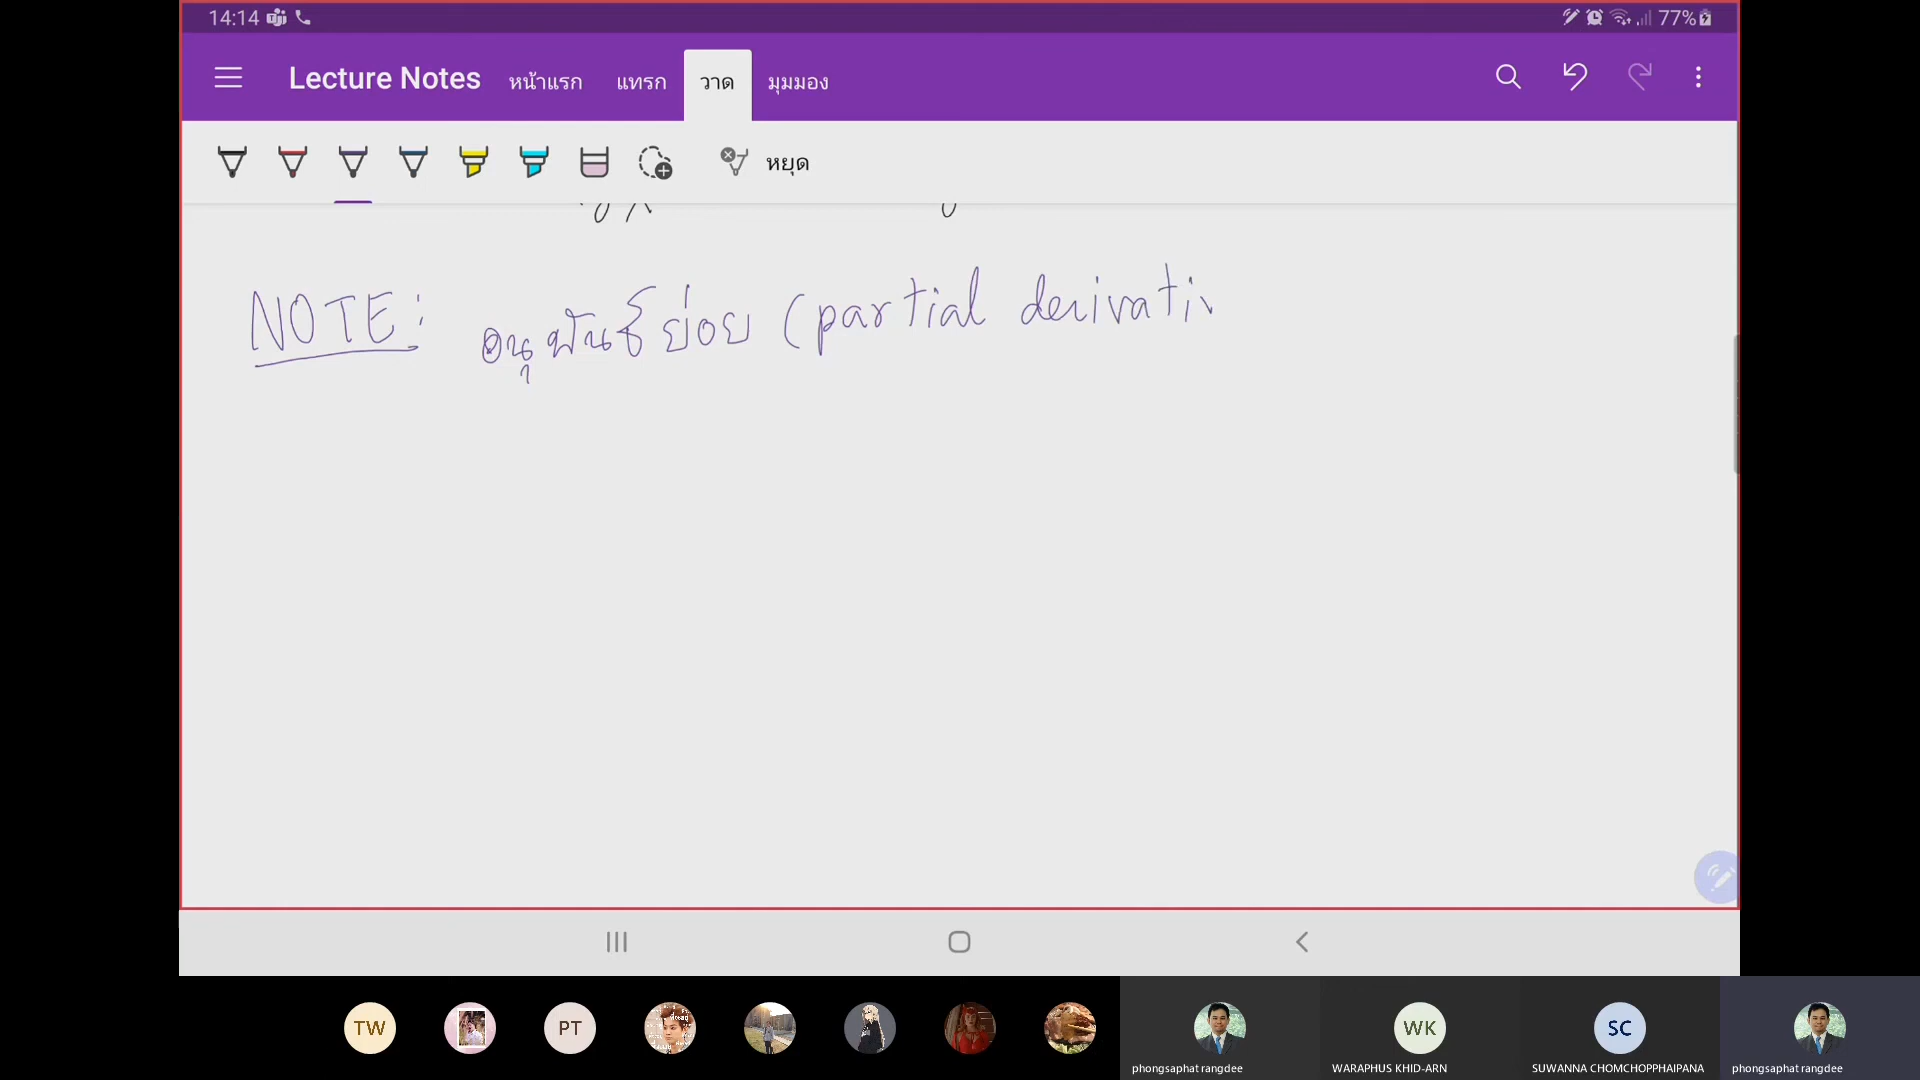 14:14
77%
Lecture Notes หน้าแรก แทรก วาด มุมมอง
หยุด
NOTE: อนุพันธ์ย่อย (partial derivativ
TW PT WK SC
phongsaphat rangdee WARAPHUS KHID-ARN SUWANNA CHOMCHOPPHAIPANA phongsaphat rangdee